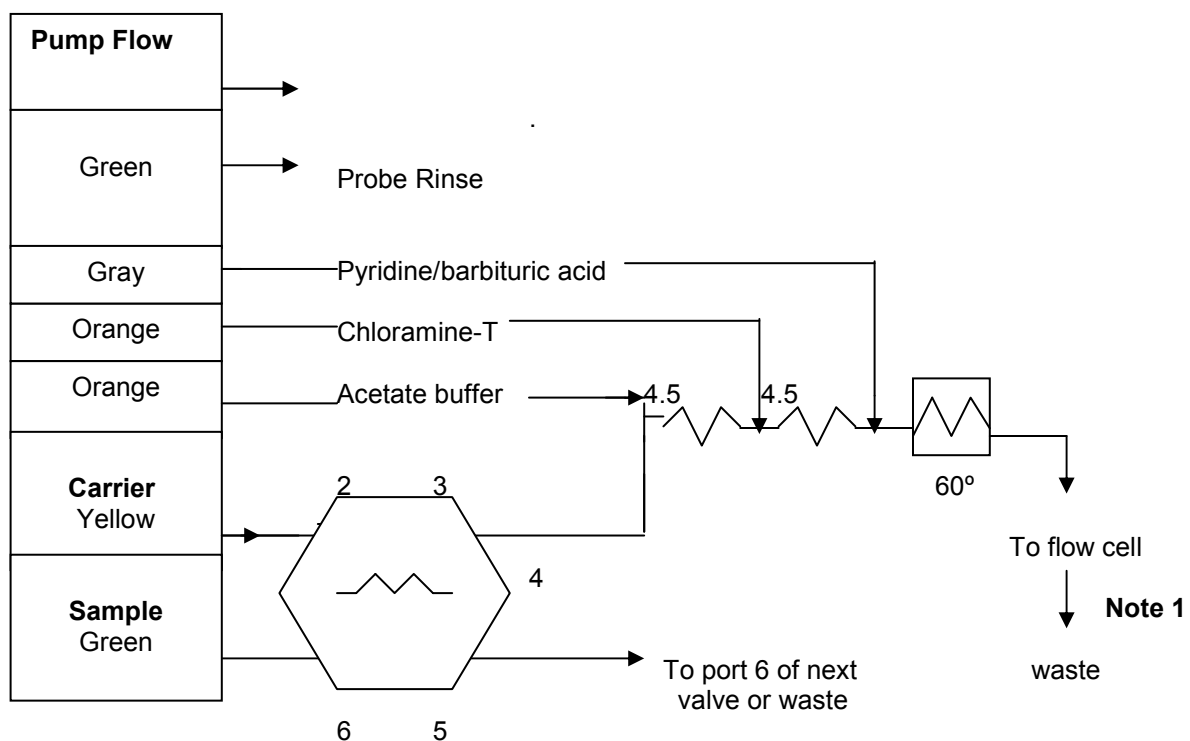 Pump Flow
.
Green
Probe Rinse
Gray
Pyridine/barbituric acid
Orange
Chloramine-T
Orange
Acetate buffer
4.5
4.5
60º
Carrier
Yellow
2
3
4
To flow cell
Note 1
Sample
Green
To port 6 of next
valve or waste
waste
6
5